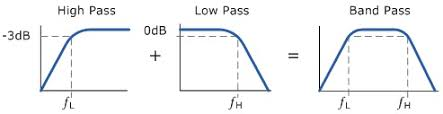 High Pass Low Pass Band Pass
-3dB 0dB
+ =
fL fH fL fH